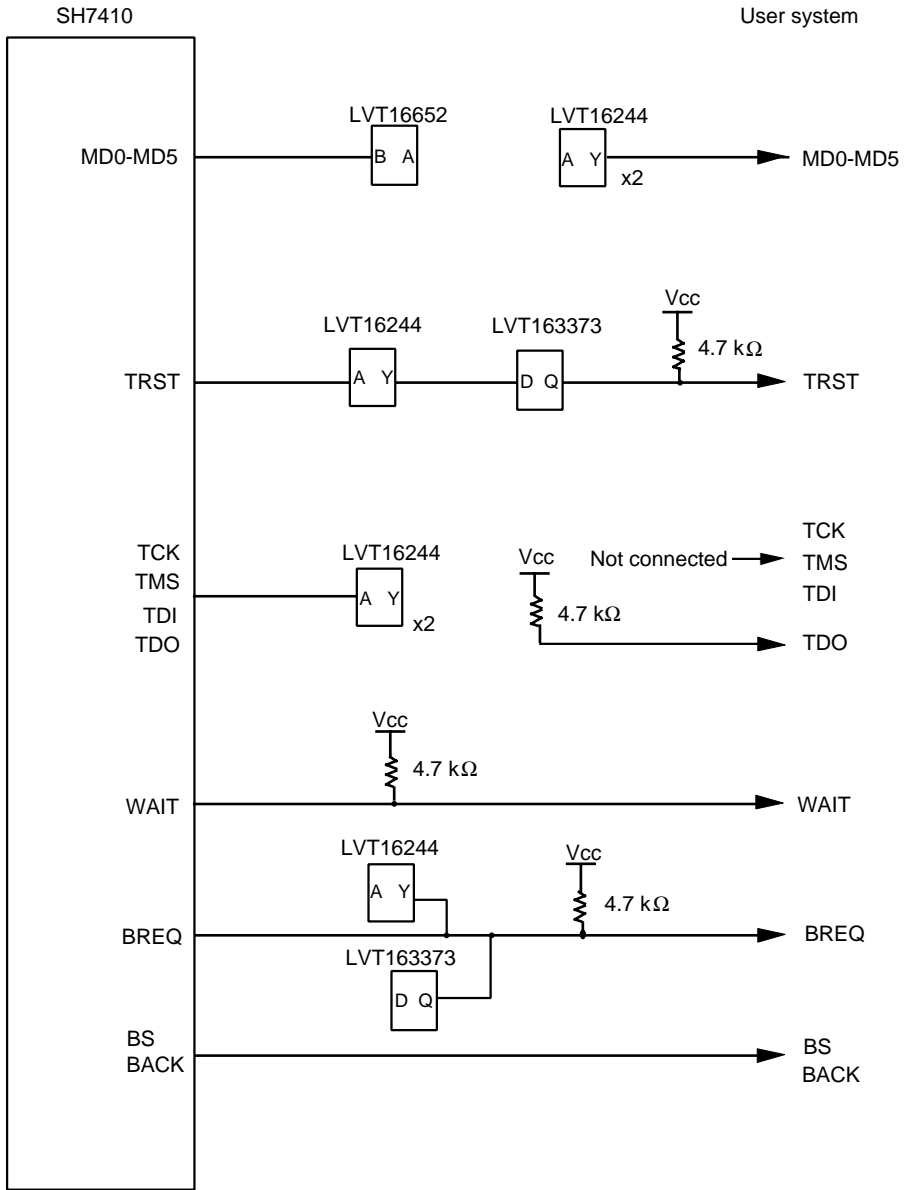 SH7410
User system
LVT16652
LVT16244
MD0-MD5
B A
A Y
x2
MD0-MD5
Vcc
LVT16244
LVT163373
4.7 kΩ
TRST
A Y
D Q
TRST
TCK
TMS
TDI
TDO
LVT16244
A Y
x2
Vcc
4.7 kΩ
Not connected
TCK
TMS
TDI
TDO
Vcc
4.7 kΩ
WAIT
WAIT
LVT16244
A Y
Vcc
4.7 kΩ
BREQ
BREQ
LVT163373
D Q
BS
BACK
BS
BACK